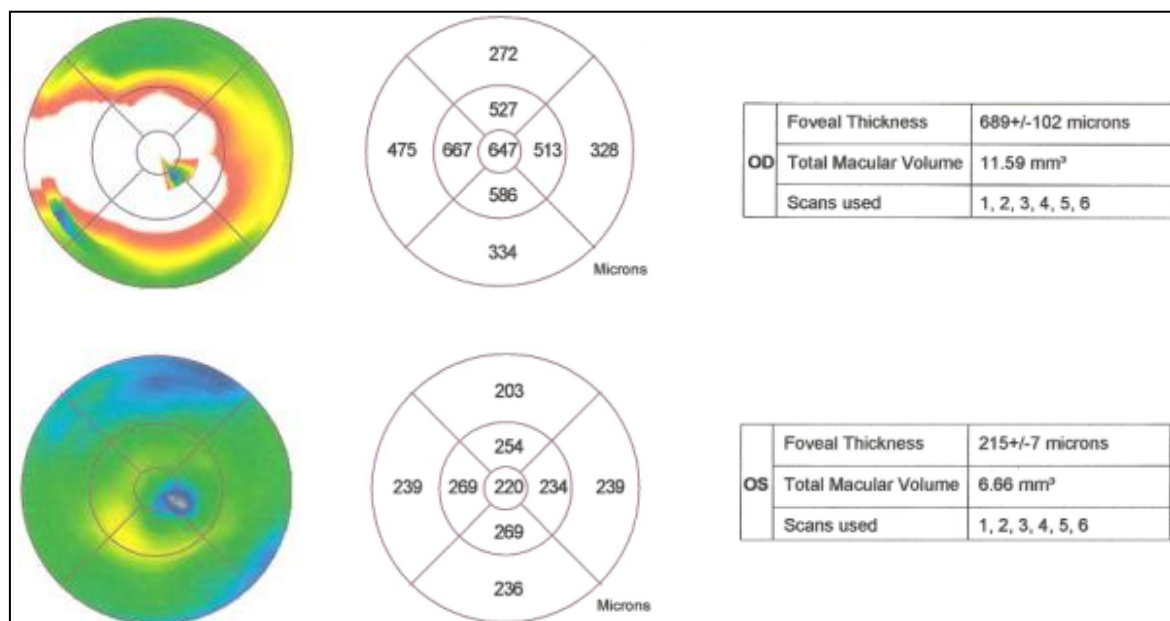 272
527
475 667 647 513 328
586
334
Microns
OD
Foveal Thickness 689+/-102 microns
Total Macular Volume 11.59 mm³
Scans used 1, 2, 3, 4, 5, 6
203
254
239 269 220 234 239
269
236
Microns
OS
Foveal Thickness 215+/-7 microns
Total Macular Volume 6.66 mm³
Scans used 1, 2, 3, 4, 5, 6